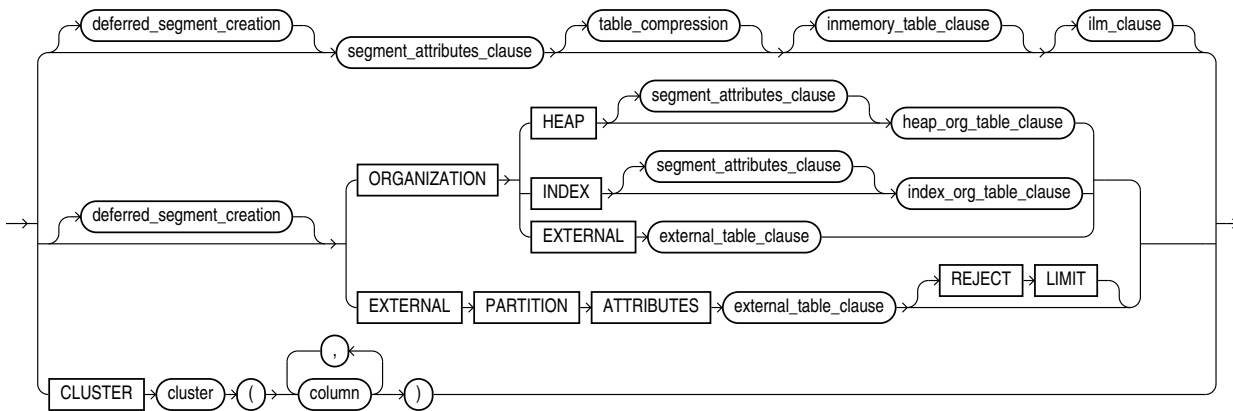 deferred_segment_creation
segment_attributes_clause
table_compression
inmemory_table_clause
ilm_clause
deferred_segment_creation
ORGANIZATION
HEAP
segment_attributes_clause
heap_org_table_clause
INDEX
segment_attributes_clause
index_org_table_clause
EXTERNAL
external_table_clause
EXTERNAL PARTITION ATTRIBUTES external_table_clause REJECT LIMIT
CLUSTER cluster ( column , )